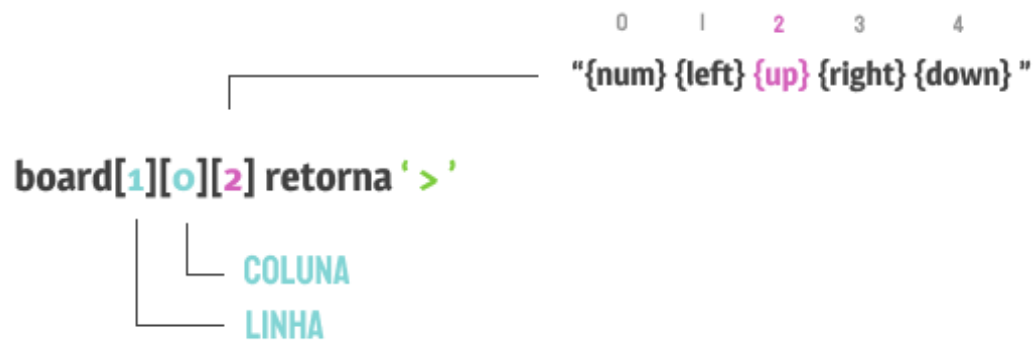 0 1 2 3 4
“{num} {left} {up} {right} {down} ”
board[1][0][2] retorna ‘ > ’
COLUNA
LINHA